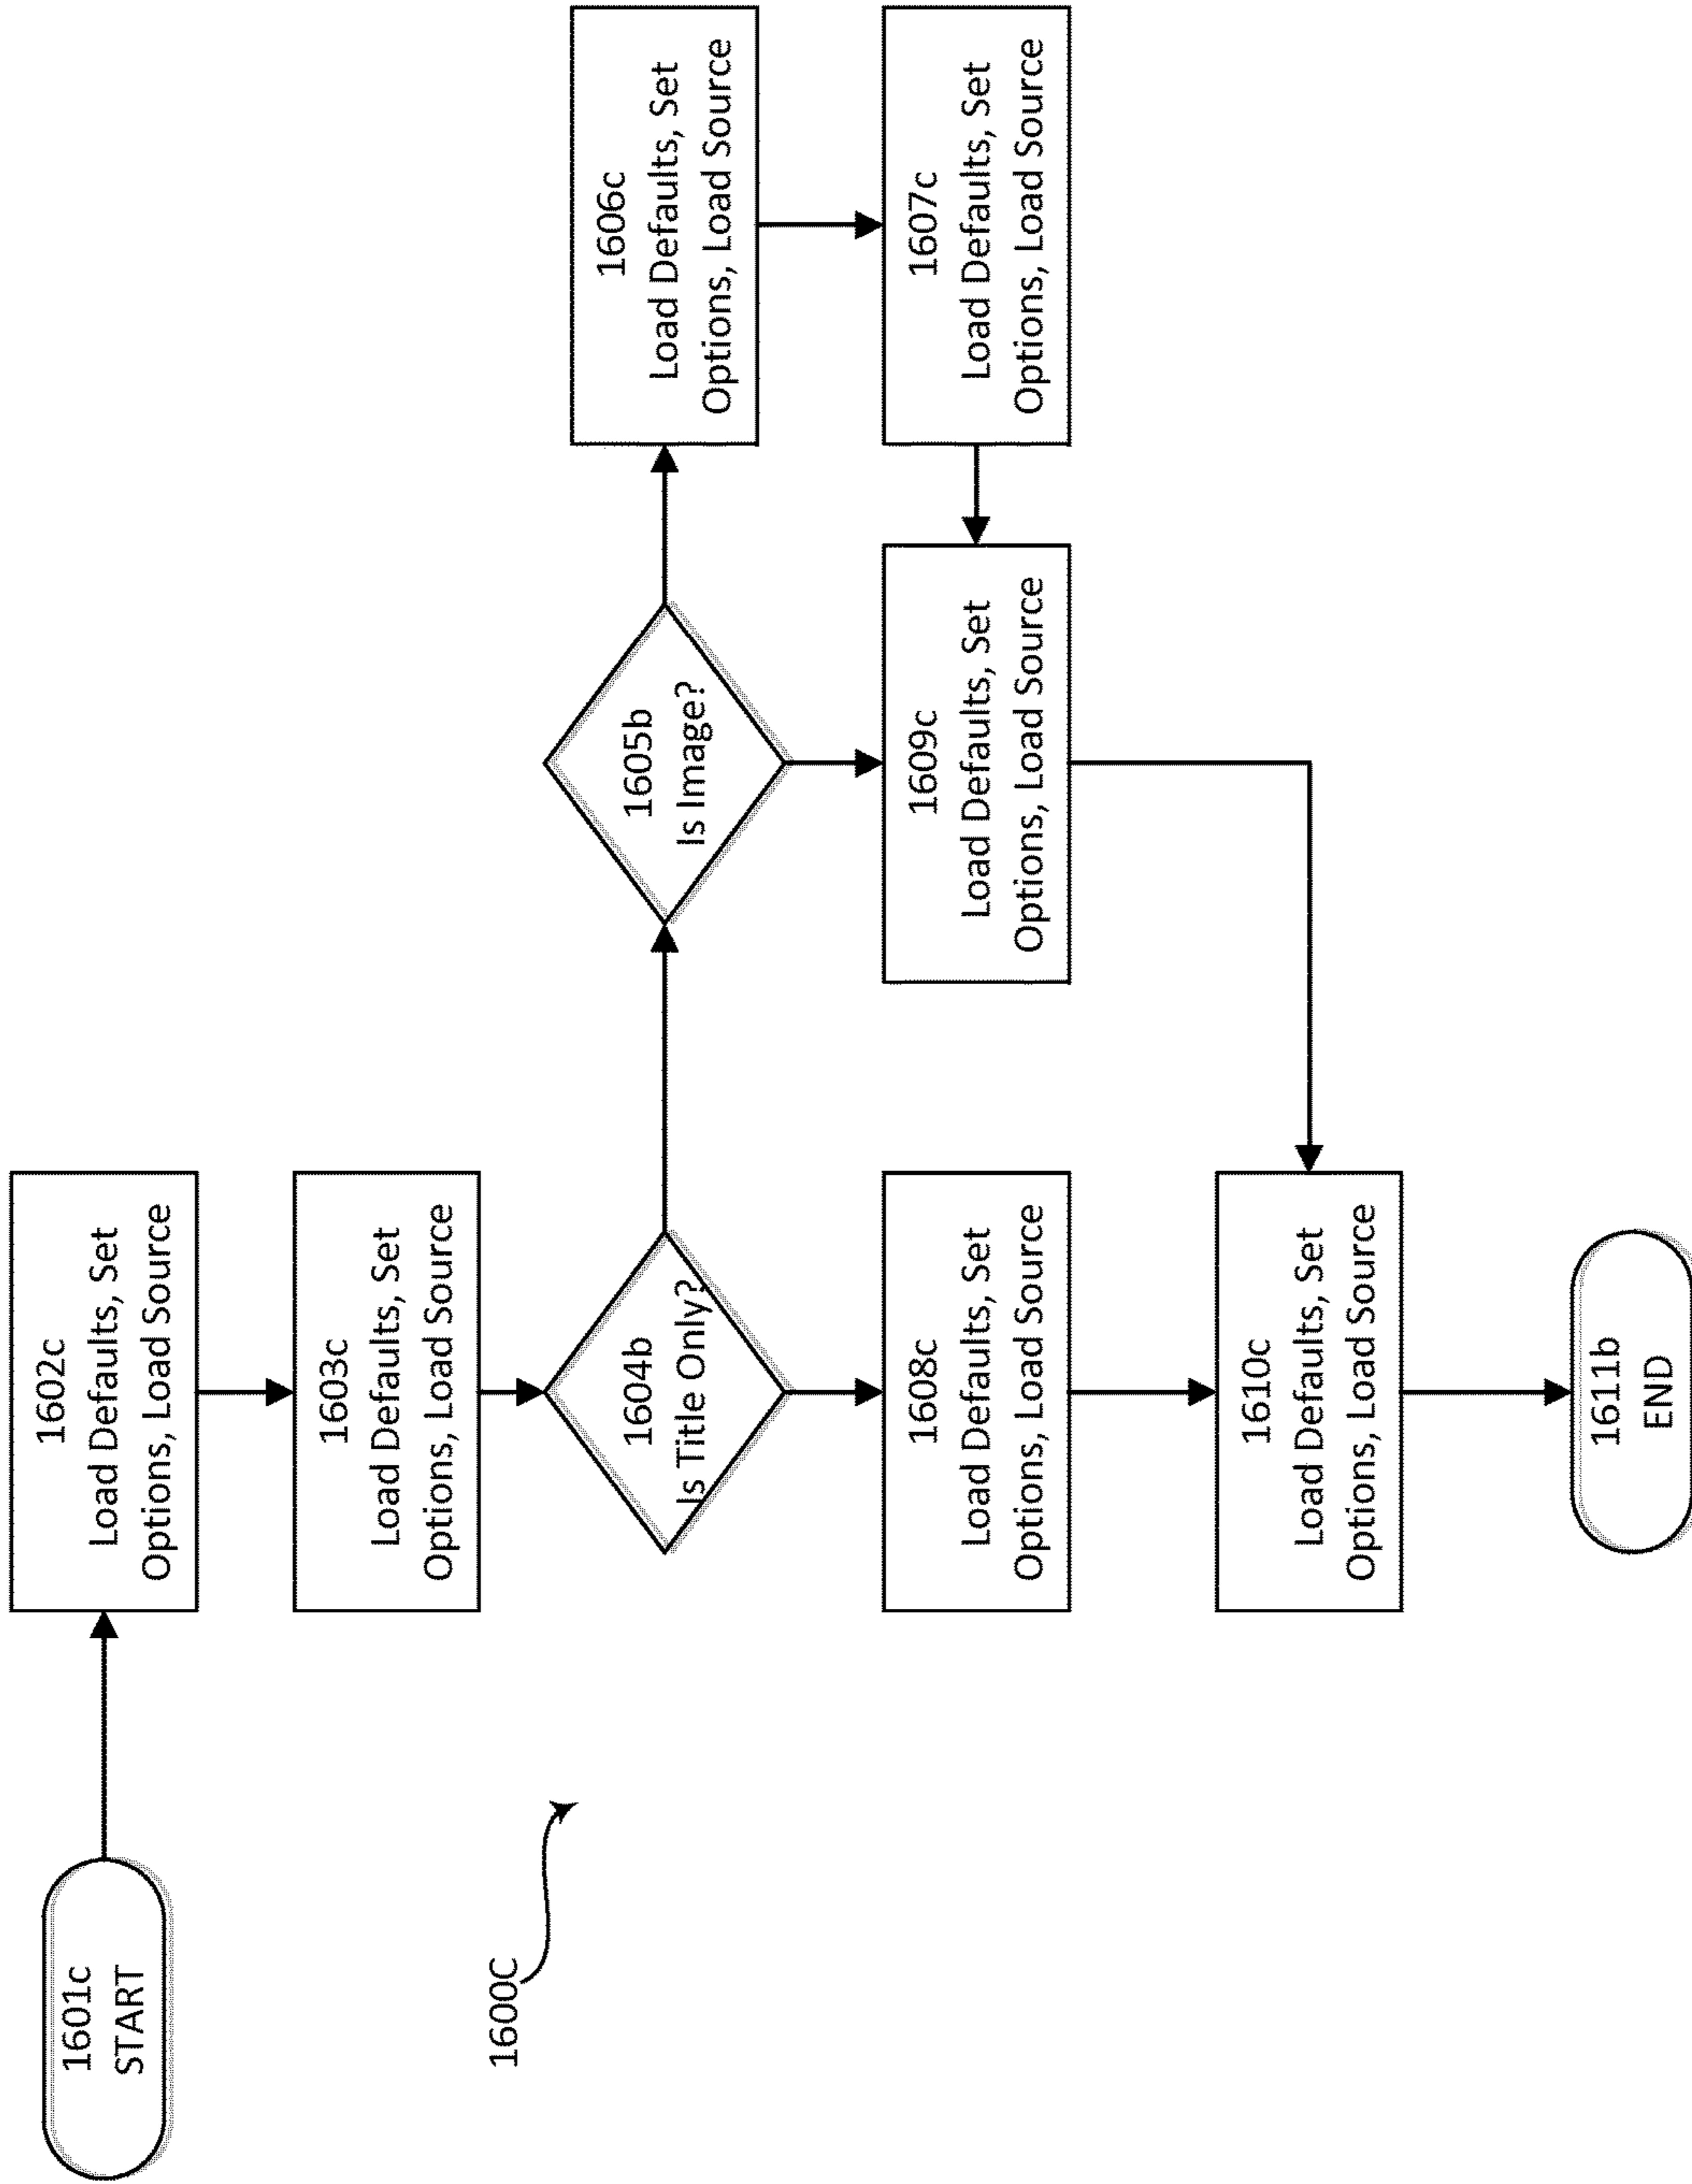 1601c
START
1602c
Load Defaults, Set
Options, Load Source
1603c
Load Defaults, Set
Options, Load Source
1604b
Is Title Only?
1605b
Is Image?
1606c
Load Defaults, Set
Options, Load Source
1607c
Load Defaults, Set
Options, Load Source
1609c
Load Defaults, Set
Options, Load Source
1608c
Load Defaults, Set
Options, Load Source
1610c
Load Defaults, Set
Options, Load Source
1611b
END
1600C